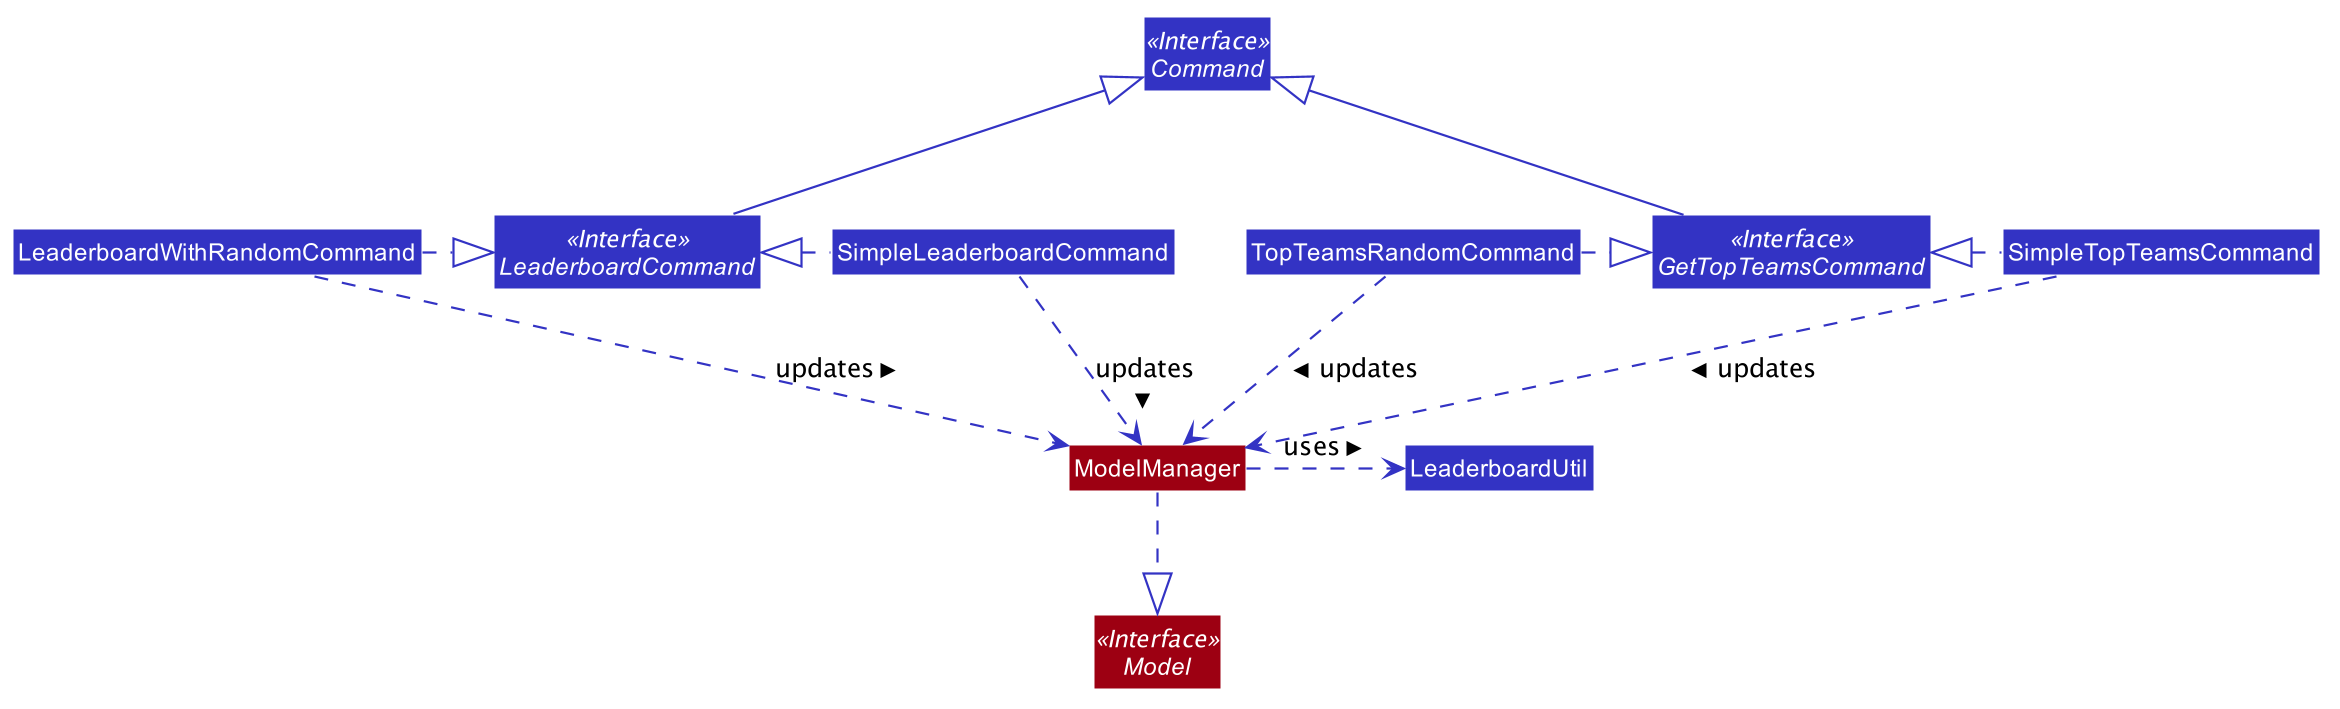 «Interface»
Command
LeaderboardWithRandomCommand
«Interface»
LeaderboardCommand
SimpleLeaderboardCommand
TopTeamsRandomCommand
«Interface»
GetTopTeamsCommand
SimpleTopTeamsCommand
updates ►
updates
▼
◄ updates
◄ updates
ModelManager
uses ►
LeaderboardUtil
«Interface»
Model